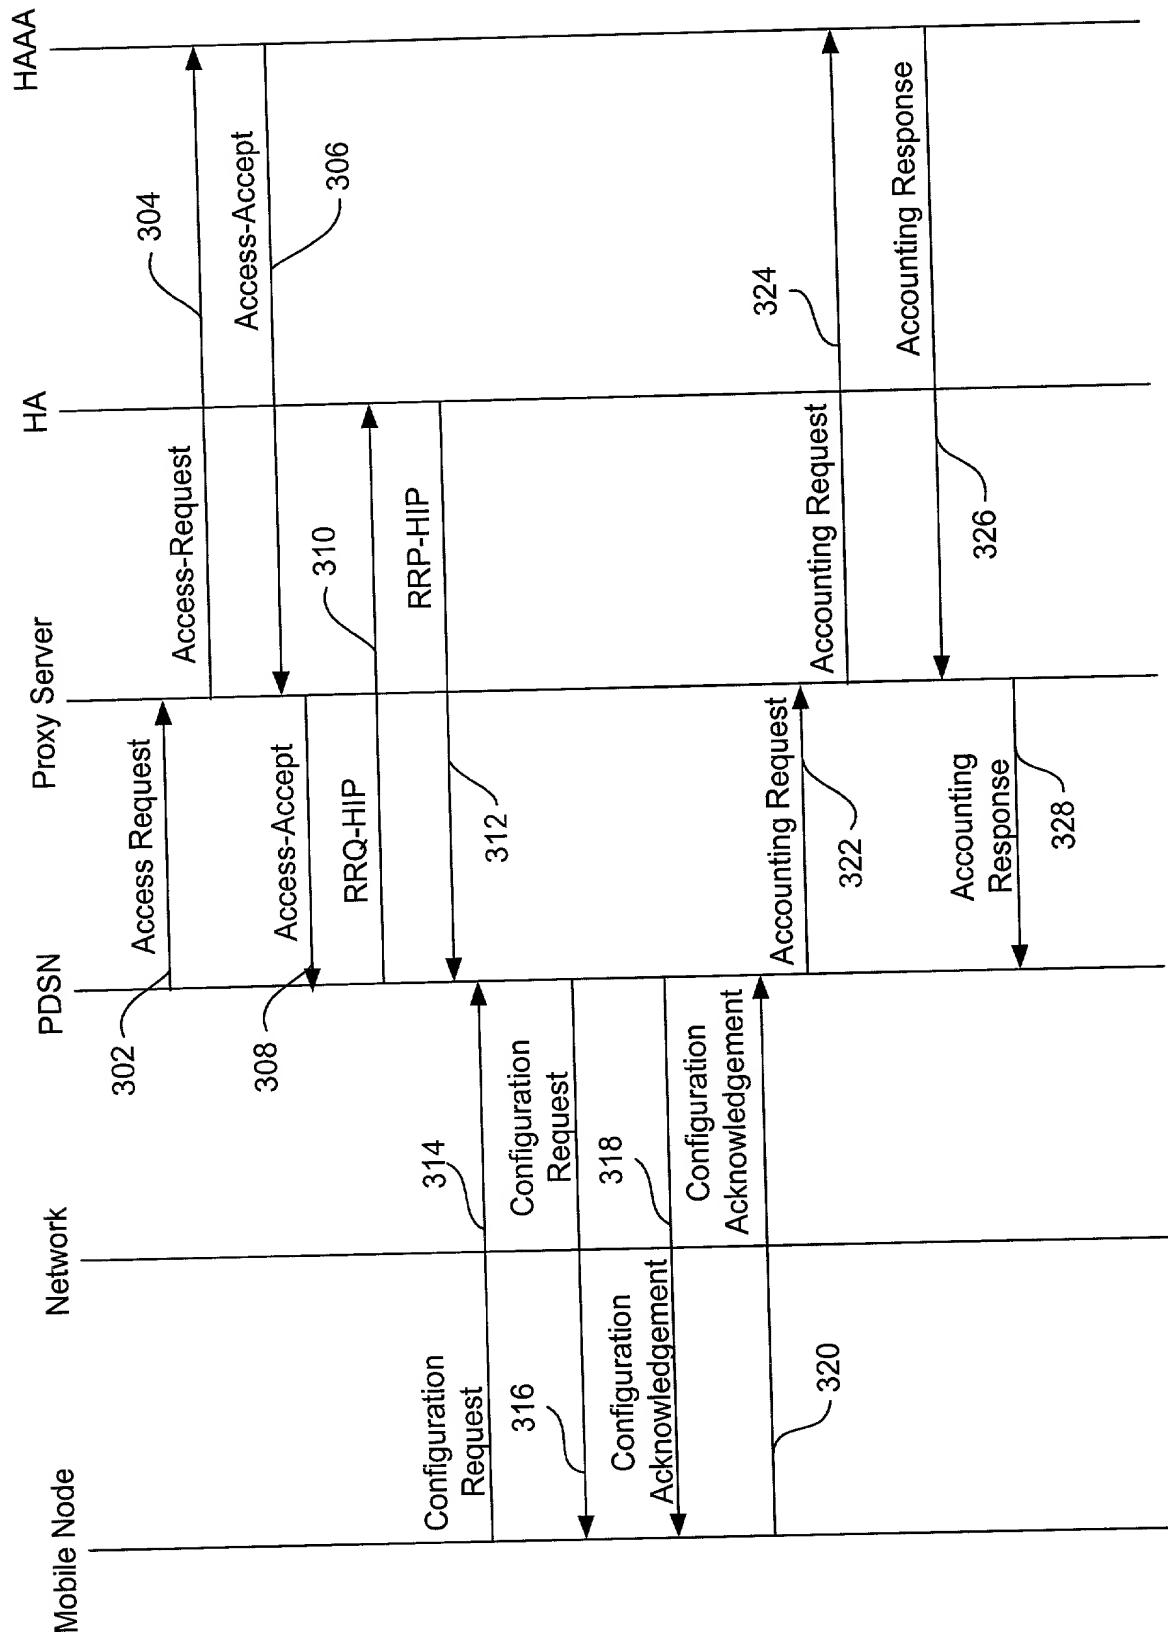 Mobile Node
Network
PDSN
Proxy Server
HA
HAAA
302
Access Request
Access-Request
304
308
Access-Accept
Access-Accept
306
RRQ-HIP
310
312
RRP-HIP
Configuration
Request
314
316
Configuration
Request
Configuration
Acknowledgement
318
320
Configuration
Acknowledgement
Accounting Request
322
Accounting Request
324
326
Accounting Response
Accounting
Response
328